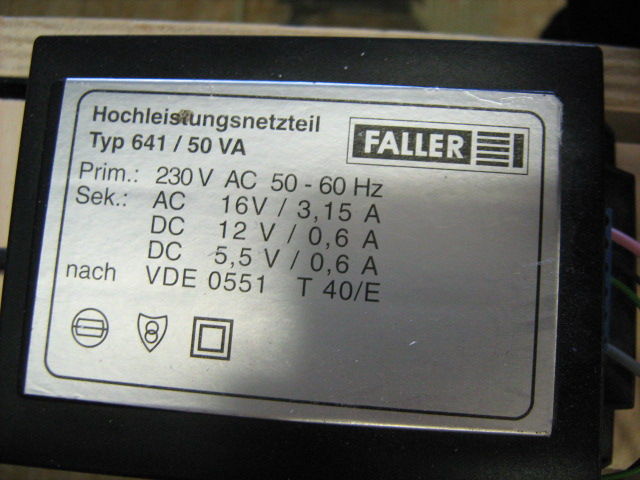 Hochleistungsnetzteil
Typ 641 / 50 VA
FALLER
Prim.: 230 V AC 50 - 60 Hz
Sek.: AC 16V / 3,15 A
DC 12 V / 0,6 A
DC 5,5 V / 0,6 A
nach VDE 0551 T 40/E
8